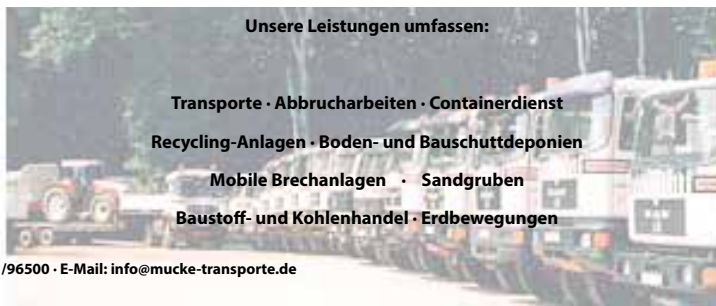 Unsere Leistungen umfassen:
Transporte · Abbrucharbeiten · Containerdienst
Recycling-Anlagen · Boden- und Bauschuttdeponien
Mobile Brechanlagen · Sandgruben
Baustoff- und Kohlenhandel · Erdbewegungen
/96500 · E-Mail: info@mucke-transporte.de